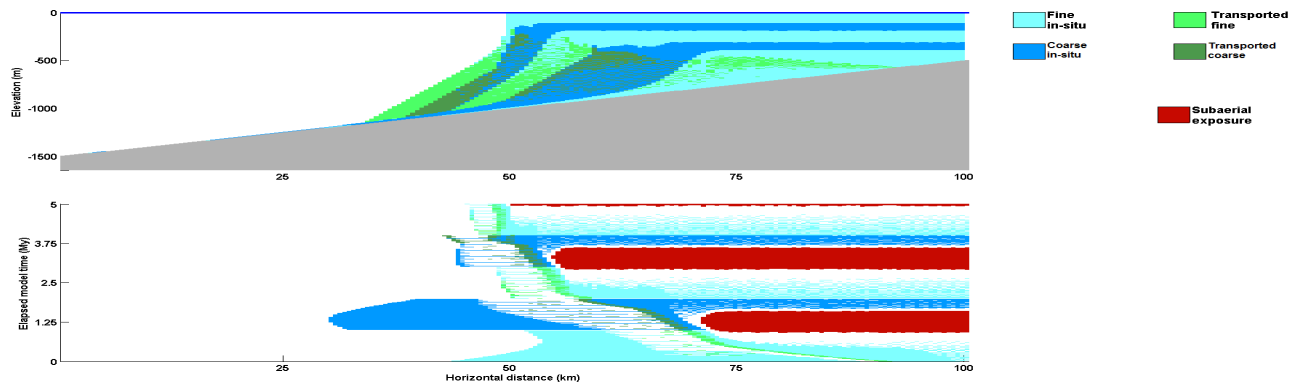 0
-500
-1000
-1500
Elevation (m)
25
50
75
100
Fine
in-situ
Coarse
in-situ
Transported
fine
Transported
coarse
Subaerial
exposure
5
3.75
2.5
1.25
0
Elapsed model time (My)
25
50
75
100
Horizontal distance (km)